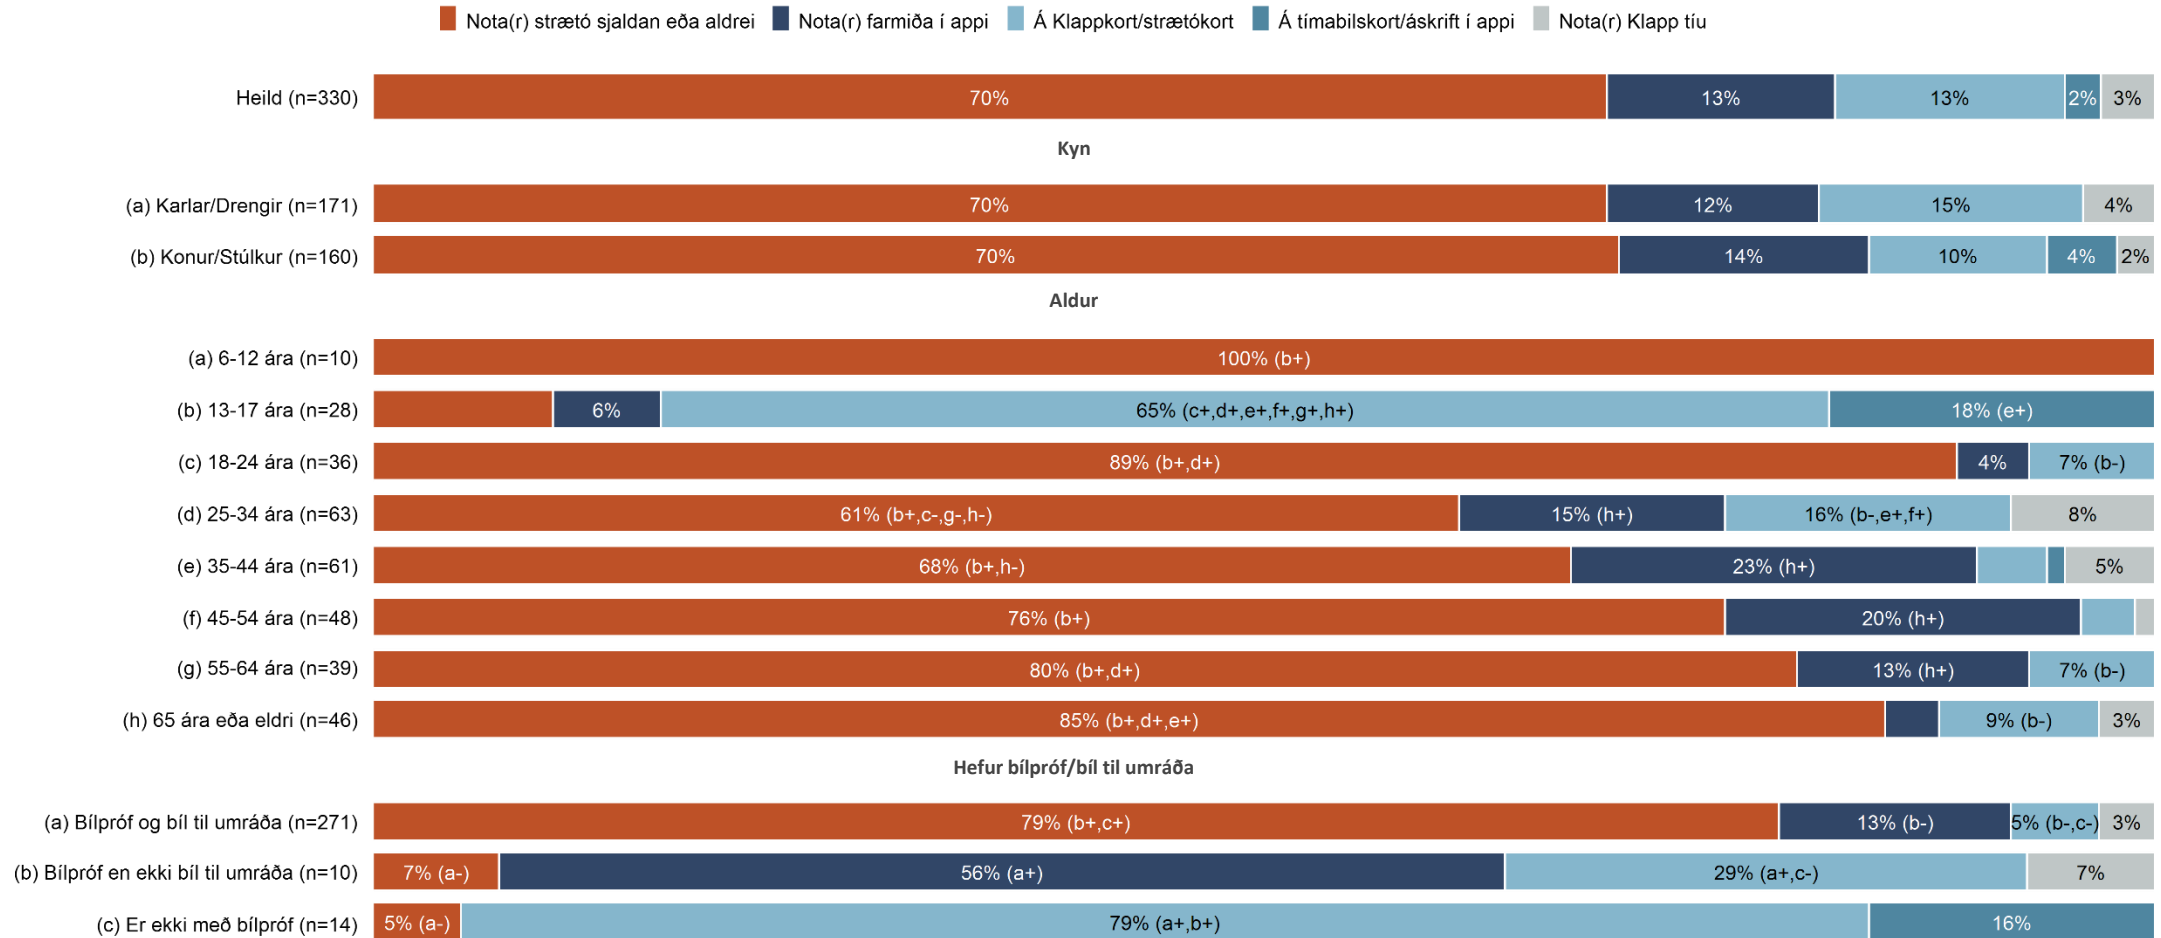 Nota(r) strætó sjaldan eða aldrei Nota(r) farmiða í appi Á Klappkort/strætókort Á tímabilskort/áskrift í appi Nota(r) Klapp tíu
Heild (n=330) 70% 13% 13% 2% 3%
Kyn
(a) Karlar/Drengir (n=171) 70% 12% 15% 4%
(b) Konur/Stúlkur (n=160) 70% 14% 10% 4% 2%
Aldur
(a) 6-12 ára (n=10) 100% (b+)
(b) 13-17 ára (n=28) 6% 65% (c+,d+,e+,f+,g+,h+) 18% (e+)
(c) 18-24 ára (n=36) 89% (b+,d+) 4% 7% (b-)
(d) 25-34 ára (n=63) 61% (b+,c-,g-,h-) 15% (h+) 16% (b-,e+,f+) 8%
(e) 35-44 ára (n=61) 68% (b+,h-) 23% (h+) 5%
(f) 45-54 ára (n=48) 76% (b+) 20% (h+)
(g) 55-64 ára (n=39) 80% (b+,d+) 13% (h+) 7% (b-)
(h) 65 ára eða eldri (n=46) 85% (b+,d+,e+) 9% (b-) 3%
Hefur bílpróf/bíl til umráða
(a) Bílpróf og bíl til umráða (n=271) 79% (b+,c+) 13% (b-) 5% (b-,c-) 3%
(b) Bílpróf en ekki bíl til umráða (n=10) 7% (a-) 56% (a+) 29% (a+,c-) 7%
(c) Er ekki með bílpróf (n=14) 5% (a-) 79% (a+,b+) 16%